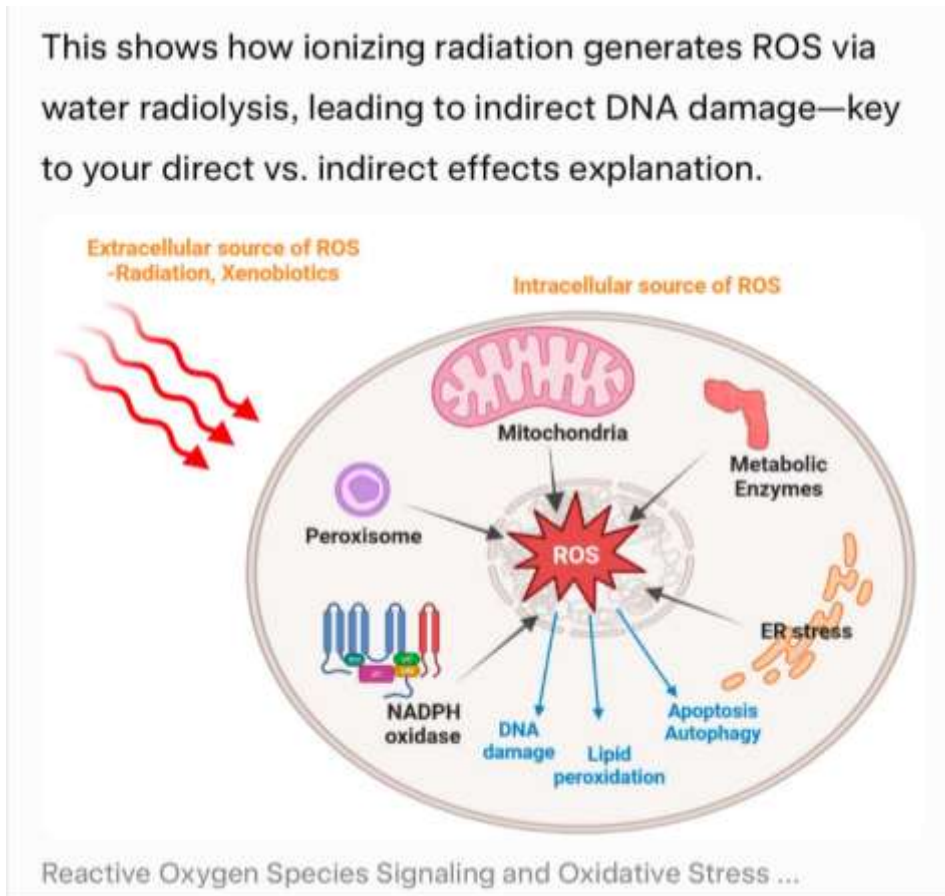 This shows how ionizing radiation generates ROS via
water radiolysis, leading to indirect DNA damage—key
to your direct vs. indirect effects explanation.
Extracellular source of ROS
-Radiation, Xenobiotics
Intracellular source of ROS
Mitochondria
Metabolic
Enzymes
Peroxisome
ROS
ER stress
NADPH
oxidase
DNA
damage
Lipid
peroxidation
Apoptosis
Autophagy
Reactive Oxygen Species Signaling and Oxidative Stress ...